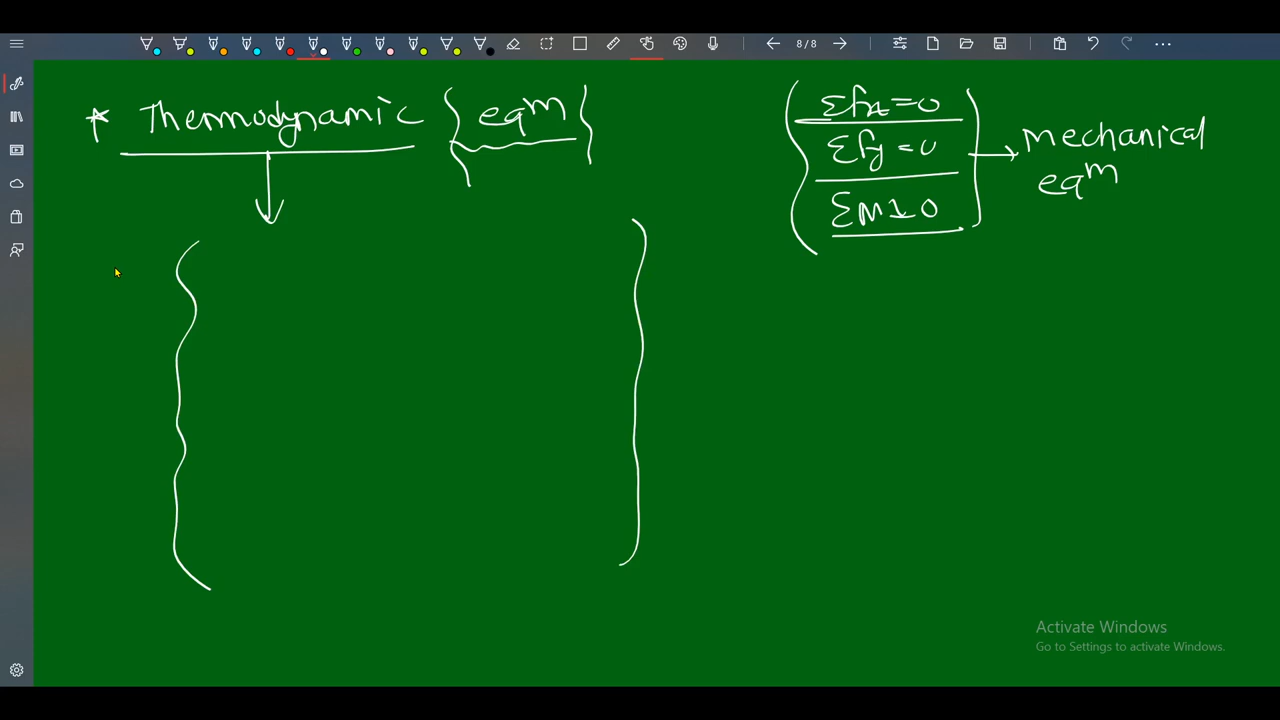 8/8
* Thermodynamic {eqm}
Σfx=0
Σfy=0
ΣM=0
mechanical
eqm
Activate Windows
Go to Settings to activate Windows.